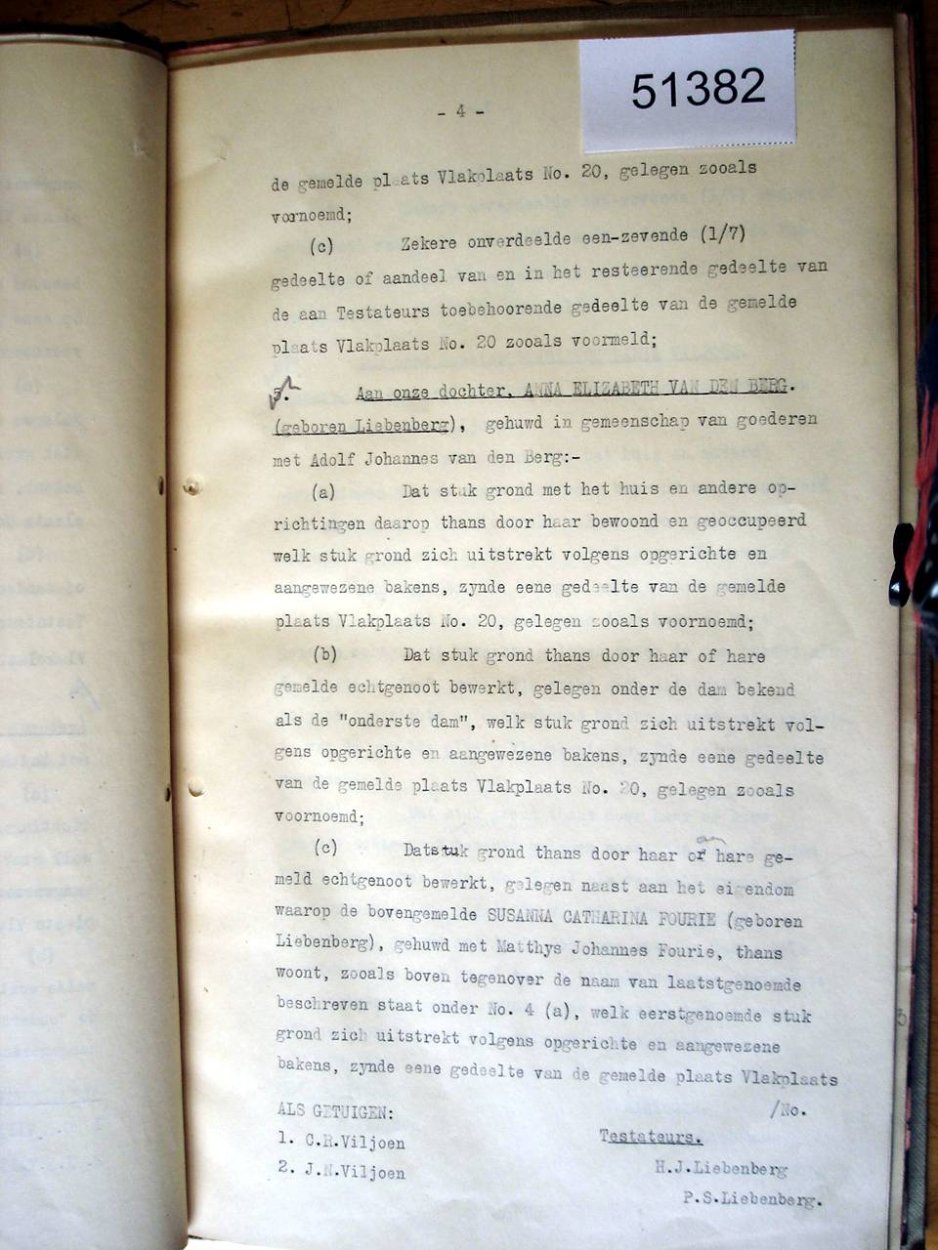 51382
- 4 -
de gemelde plaats Vlakplaats No. 20, gelegen zooals
voornoemd;
(c) Zekere onverdeelde een-zevende (1/7)
gedeelte of aandeel van en in het resteerende gedeelte van
de aan Testateurs toebehoorende gedeelte van de gemelde
plaats Vlakplaats No. 20 zooals voormeld;
5. Aan onze dochter, ANNA ELIZABETH VAN DEN BERG.
(geboren Liebenberg), gehuwd in gemeenschap van goederen
met Adolf Johannes van den Berg:-
(a) Dat stuk grond met het huis en andere op-
richtingen daarop thans door haar bewoond en geoccupeerd
welk stuk grond zich uitstrekt volgens opgerichte en
aangewezene bakens, zynde eene gedeelte van de gemelde
plaats Vlakplaats No. 20, gelegen zooals voornoemd;
(b) Dat stuk grond thans door haar of hare
gemelde echtgenoot bewerkt, gelegen onder de dam bekend
als de "onderste dam", welk stuk grond zich uitstrekt vol-
gens opgerichte en aangewezene bakens, zynde eene gedeelte
van de gemelde plaats Vlakplaats No. 20, gelegen zooals
voornoemd;
(c) Dat stuk grond thans door haar of hare ge-
meld echtgenoot bewerkt, gelegen naast aan het eigendom
waarop de bovengemelde SUSANNA CATHARINA FOURIE (geboren
Liebenberg), gehuwd met Matthys Johannes Fourie, thans
woont, zooals boven tegenover de naam van laatstgenoemde
beschreven staat onder No. 4 (a), welk eerstgenoemde stuk
grond zich uitstrekt volgens opgerichte en aangewesene
bakens, zynde eene gedeelte van de gemelde plaats Vlakplaats
/No.
ALS GETUIGEN:
Testateurs.
1. C.R.Viljoen
H.J.Liebenberg
2. J.N.Viljoen
P.S.Liebenberg.